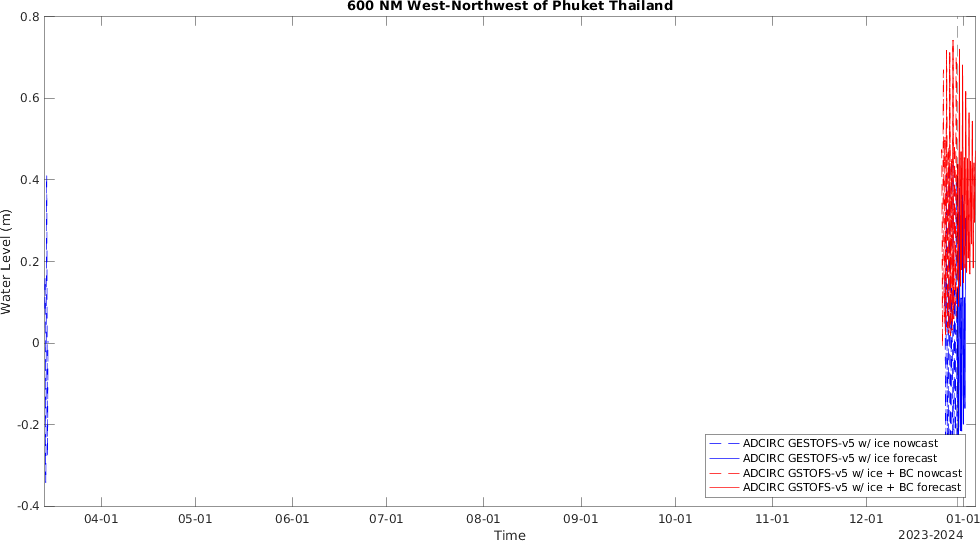 600 NM West-Northwest of Phuket Thailand
0.8
0.6
0.4
0.2
0
-0.2
-0.4
Water Level (m)
ADCIRC GESTOFS-v5 w/ ice nowcast
ADCIRC GESTOFS-v5 w/ ice forecast
ADCIRC GSTOFS-v5 w/ ice + BC nowcast
ADCIRC GSTOFS-v5 w/ ice + BC forecast
04-01 05-01 06-01 07-01 08-01 09-01 10-01 11-01 12-01 01-01
Time
2023-2024